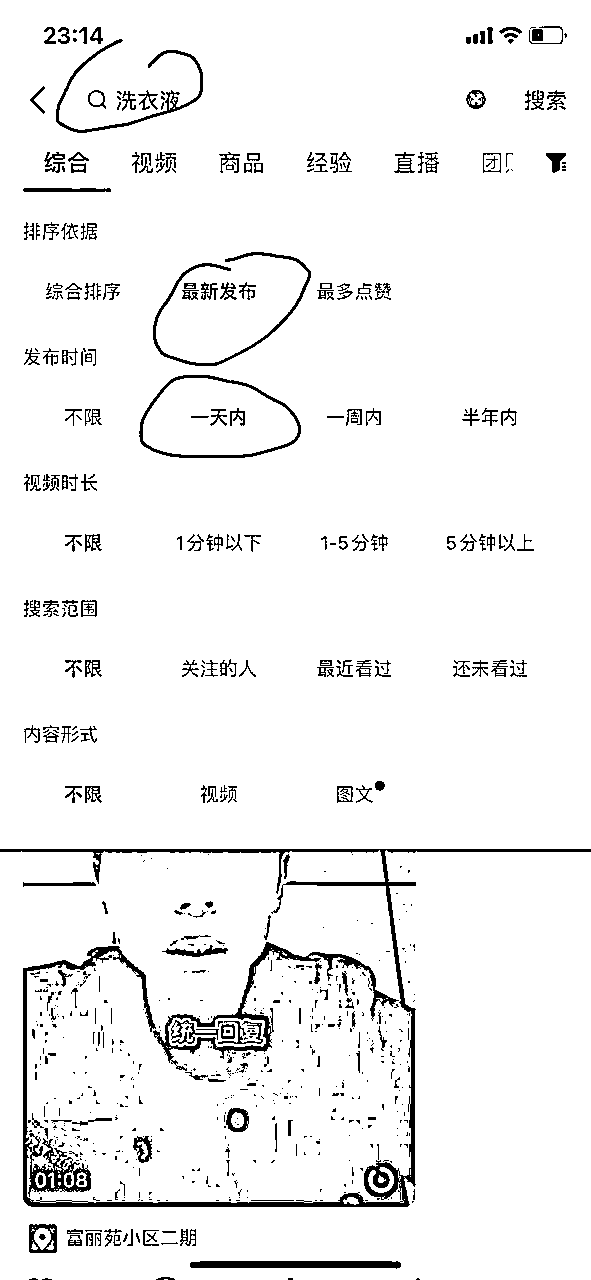 23:14
洗衣液 搜索
综合 视频 商品 经验 直播 团
排序依据
综合排序 最新发布 最多点赞
发布时间
不限 一天内 一周内 半年内
视频时长
不限 1分钟以下 1-5分钟 5分钟以上
搜索范围
不限 关注的人 最近看过 还未看过
内容形式
不限 视频 图文
统一回复
01:08
富丽苑小区二期